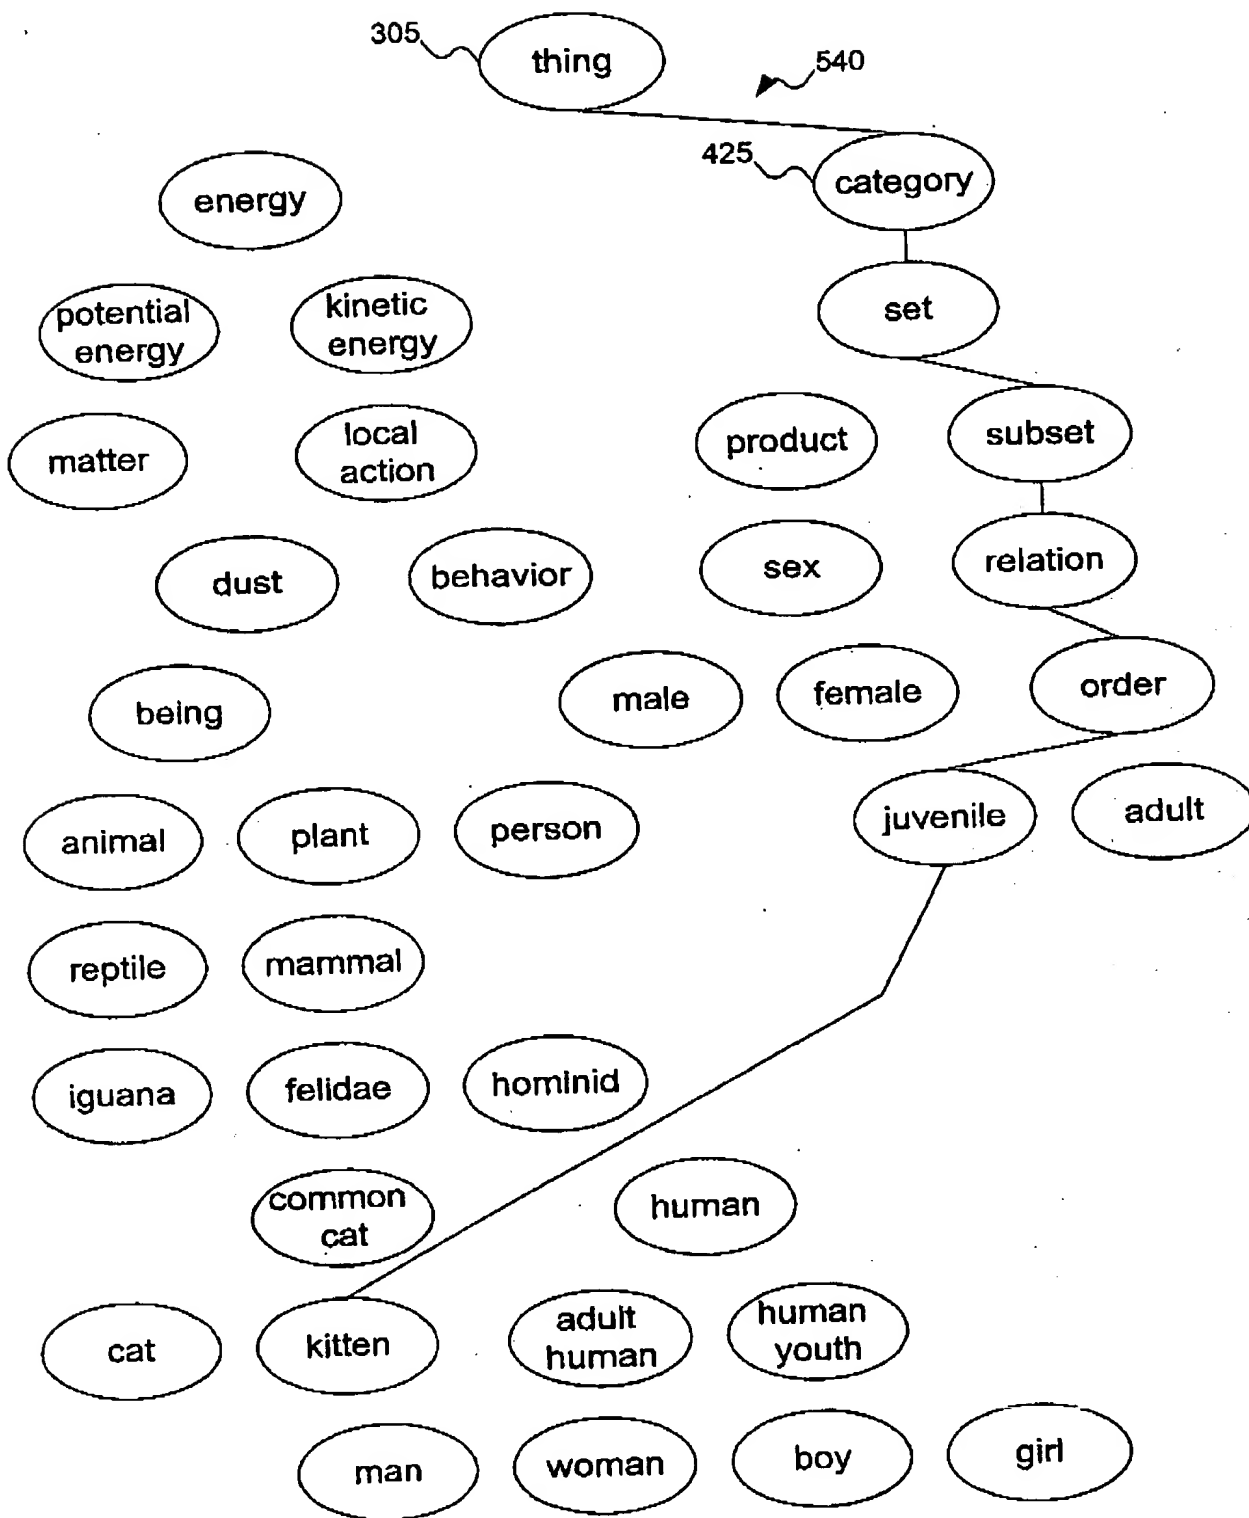 305
thing
540
425
category
energy
set
potential
energy
kinetic
energy
product
subset
matter
local
action
dust
behavior
sex
relation
being
male
female
order
animal
plant
person
juvenile
adult
reptile
mammal
iguana
felidae
hominid
common
cat
human
cat
kitten
adult
human
human
youth
man
woman
boy
girl